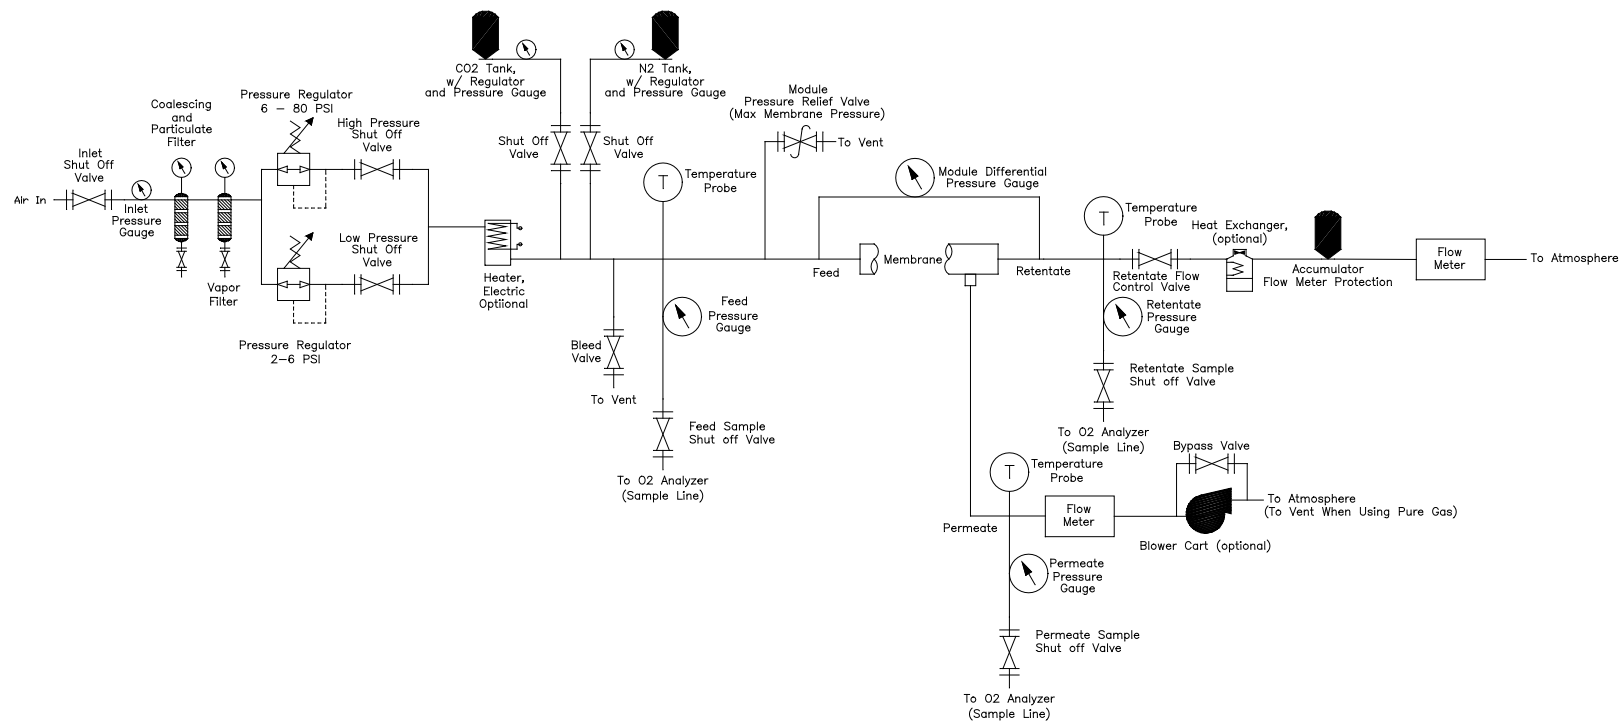 Air In
Inlet
Shut Off
Valve
Inlet
Pressure
Gauge
Coalescing
and
Particulate
Filter
Vapor
Filter
Pressure Regulator
6 - 80 PSI
High Pressure
Shut Off
Valve
Low Pressure
Shut Off
Valve
Pressure Regulator
2-6 PSI
CO2 Tank,
w/ Regulator
and Pressure Gauge
N2 Tank,
w/ Regulator
and Pressure Gauge
Shut Off
Valve
Shut Off
Valve
Heater,
Electric
Optional
Bleed
Valve
To Vent
T
Temperature
Probe
Feed
Pressure
Gauge
Feed Sample
Shut off Valve
To O2 Analyzer
(Sample Line)
Module
Pressure Relief Valve
(Max Membrane Pressure)
To Vent
Module Differential
Pressure Gauge
Feed
Membrane
Retentate
T
Temperature
Probe
Retentate Flow
Control Valve
Retentate
Pressure
Gauge
Retentate Sample
Shut off Valve
To O2 Analyzer
(Sample Line)
Heat Exchanger,
(optional)
Accumulator
Flow Meter Protection
Flow
Meter
To Atmosphere
Permeate
T
Temperature
Probe
Flow
Meter
Bypass Valve
To Atmosphere
(To Vent When Using Pure Gas)
Blower Cart (optional)
Permeate
Pressure
Gauge
Permeate Sample
Shut off Valve
To O2 Analyzer
(Sample Line)